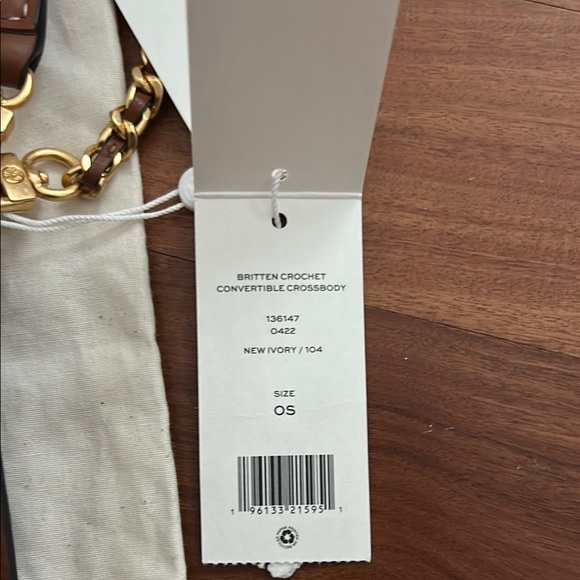 BRITTEN CROCHET
CONVERTIBLE CROSSBODY
136147
0422
NEW IVORY / 104
SIZE
OS
1 96133 21595 1